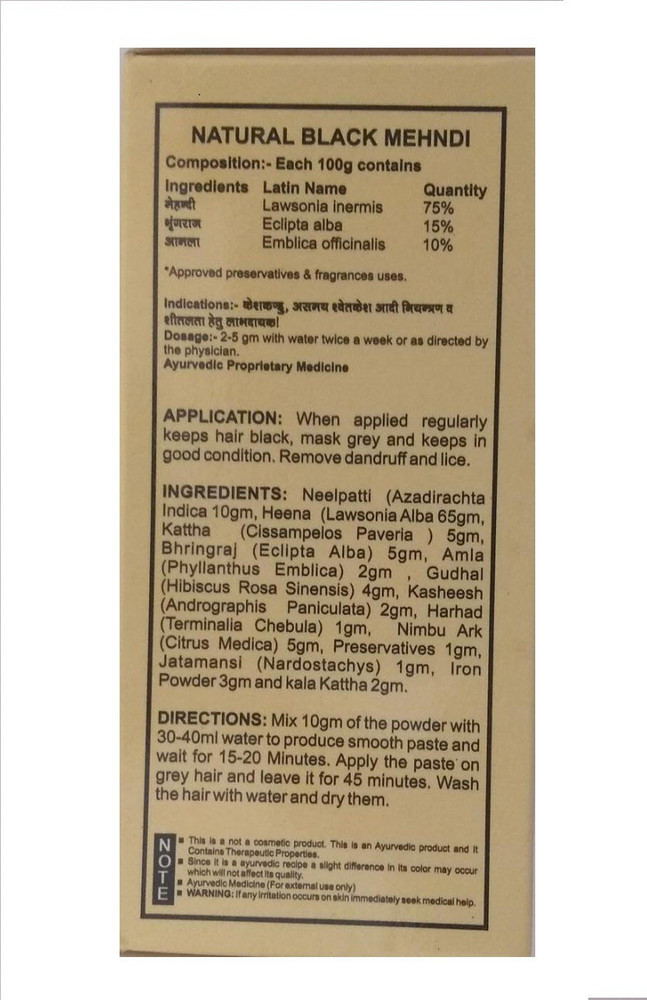 NATURAL BLACK MEHNDI
Composition:- Each 100g contains
Ingredients Latin Name Quantity
मेहन्दी Lawsonia inermis 75%
भृंगराज Eclipta alba 15%
आमला Emblica officinalis 10%
*Approved preservatives & fragrances uses.
Indications:- केशकण्डु, असमय श्वेतकेश आदी नियन्त्रण व
शीतलता हेतु लाभदायक।
Dosage:- 2-5 gm with water twice a week or as directed by
the physician.
Ayurvedic Proprietary Medicine
APPLICATION: When applied regularly
keeps hair black, mask grey and keeps in
good condition. Remove dandruff and lice.
INGREDIENTS: Neelpatti (Azadirachta
Indica 10gm, Heena (Lawsonia Alba 65gm,
Kattha (Cissampelos Paveria ) 5gm,
Bhringraj (Eclipta Alba) 5gm, Amla
(Phyllanthus Emblica) 2gm , Gudhal
(Hibiscus Rosa Sinensis) 4gm, Kasheesh
(Andrographis Paniculata) 2gm, Harhad
(Terminalia Chebula) 1gm, Nimbu Ark
(Citrus Medica) 5gm, Preservatives 1gm,
Jatamansi (Nardostachys) 1gm, Iron
Powder 3gm and kala Kattha 2gm.
DIRECTIONS: Mix 10gm of the powder with
30-40ml water to produce smooth paste and
wait for 15-20 Minutes. Apply the paste on
grey hair and leave it for 45 minutes. Wash
the hair with water and dry them.
NOTE
This is a not a cosmetic product. This is an Ayurvedic product and it
Contains Therapeutic Properties.
Since it is a ayurvedic recipe a slight difference in its color may occur
which will not affect its quality.
Ayurvedic Medicine (For external use only)
WARNING: If any irritation occurs on skin immediately seek medical help.